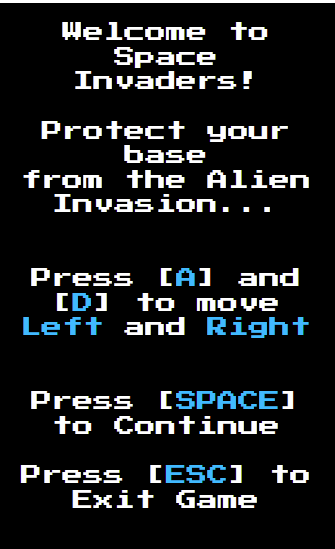 Welcome to
Space
Invaders!
Protect your
base
from the Alien
Invasion...
Press [A] and
[D] to move
Left and Right
Press [SPACE]
to Continue
Press [ESC] to
Exit Game